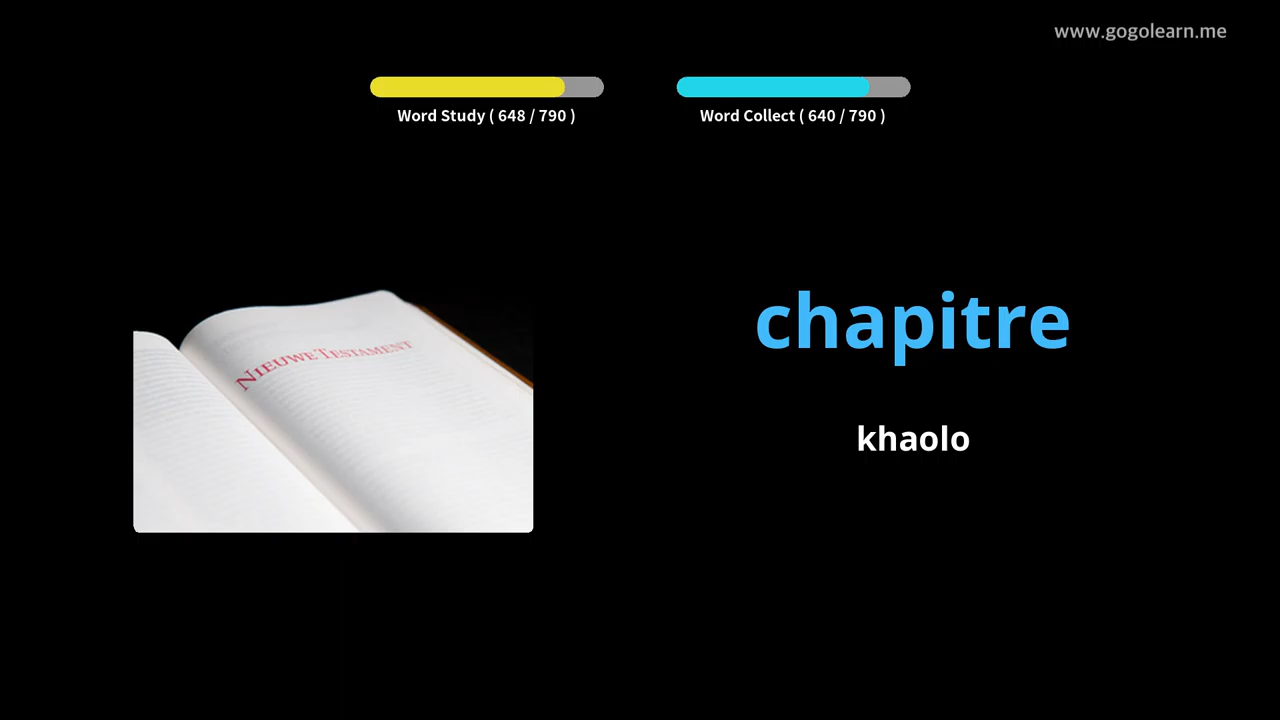 www.gogolearn.me
Word Study ( 648 / 790 )
Word Collect ( 640 / 790 )
NIEUWE TESTAMENT
chapitre
khaolo